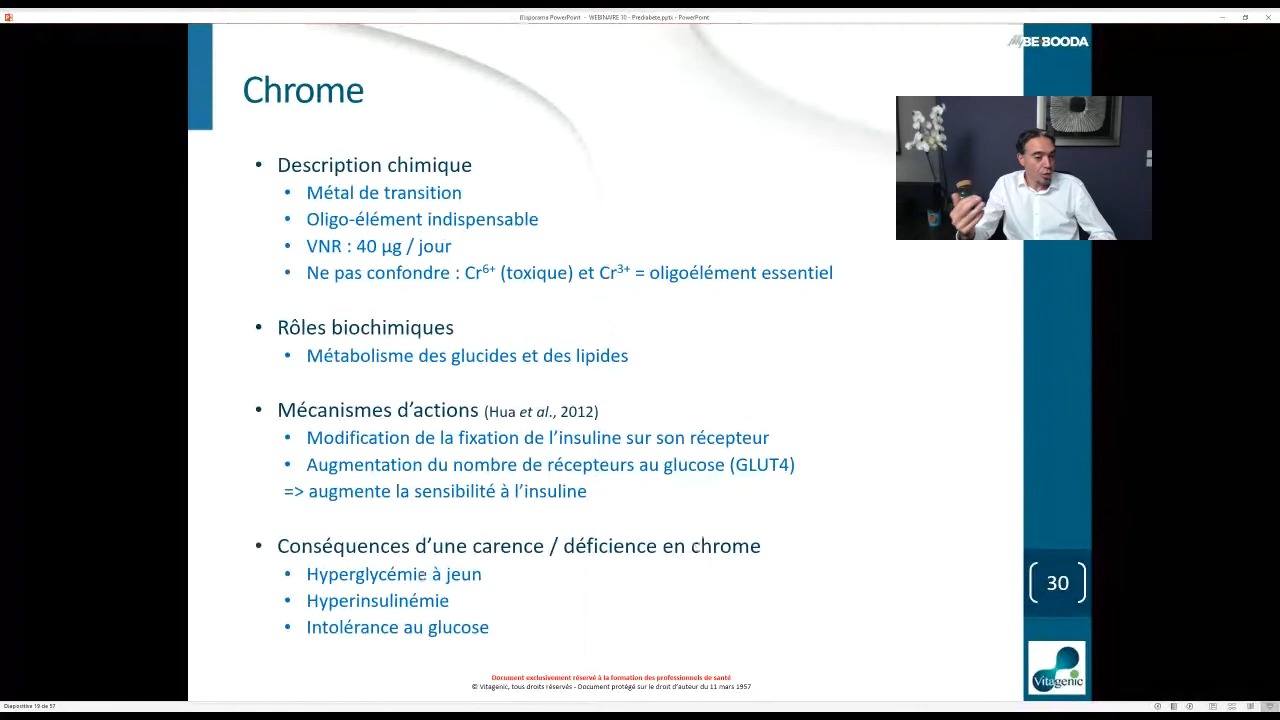 Diaporama PowerPoint - WEBINAIRE 10 - Prediabete.pptx - PowerPoint
MyBE-BOODA
Chrome
• Description chimique
• Métal de transition
• Oligo-élément indispensable
• VNR : 40 µg / jour
• Ne pas confondre : Cr⁶⁺ (toxique) et Cr³⁺ = oligoélément essentiel
• Rôles biochimiques
• Métabolisme des glucides et des lipides
• Mécanismes d’actions (Hua et al., 2012)
• Modification de la fixation de l’insuline sur son récepteur
• Augmentation du nombre de récepteurs au glucose (GLUT4)
=> augmente la sensibilité à l’insuline
• Conséquences d’une carence / déficience en chrome
• Hyperglycémie à jeun
• Hyperinsulinémie
• Intolérance au glucose
30
Vitagenic
Document exclusivement réservé à la formation des professionnels de santé
© Vitagenic, tous droits réservés - Document protégé sur le droit d'auteur du 11 mars 1957
Diapositive 19 de 57